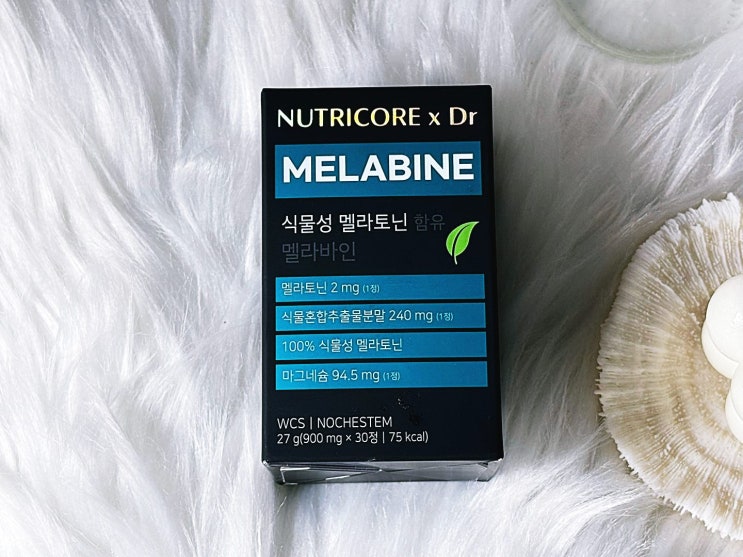 NUTRICORE x Dr
MELABINE
식물성 멜라토닌 함유
멜라바인
멜라토닌 2 mg (1정)
식물혼합추출물분말 240 mg (1정)
100% 식물성 멜라토닌
마그네슘 94.5 mg (1정)
WCS | NOCHESTEM
27 g(900 mg × 30정 | 75 kcal)